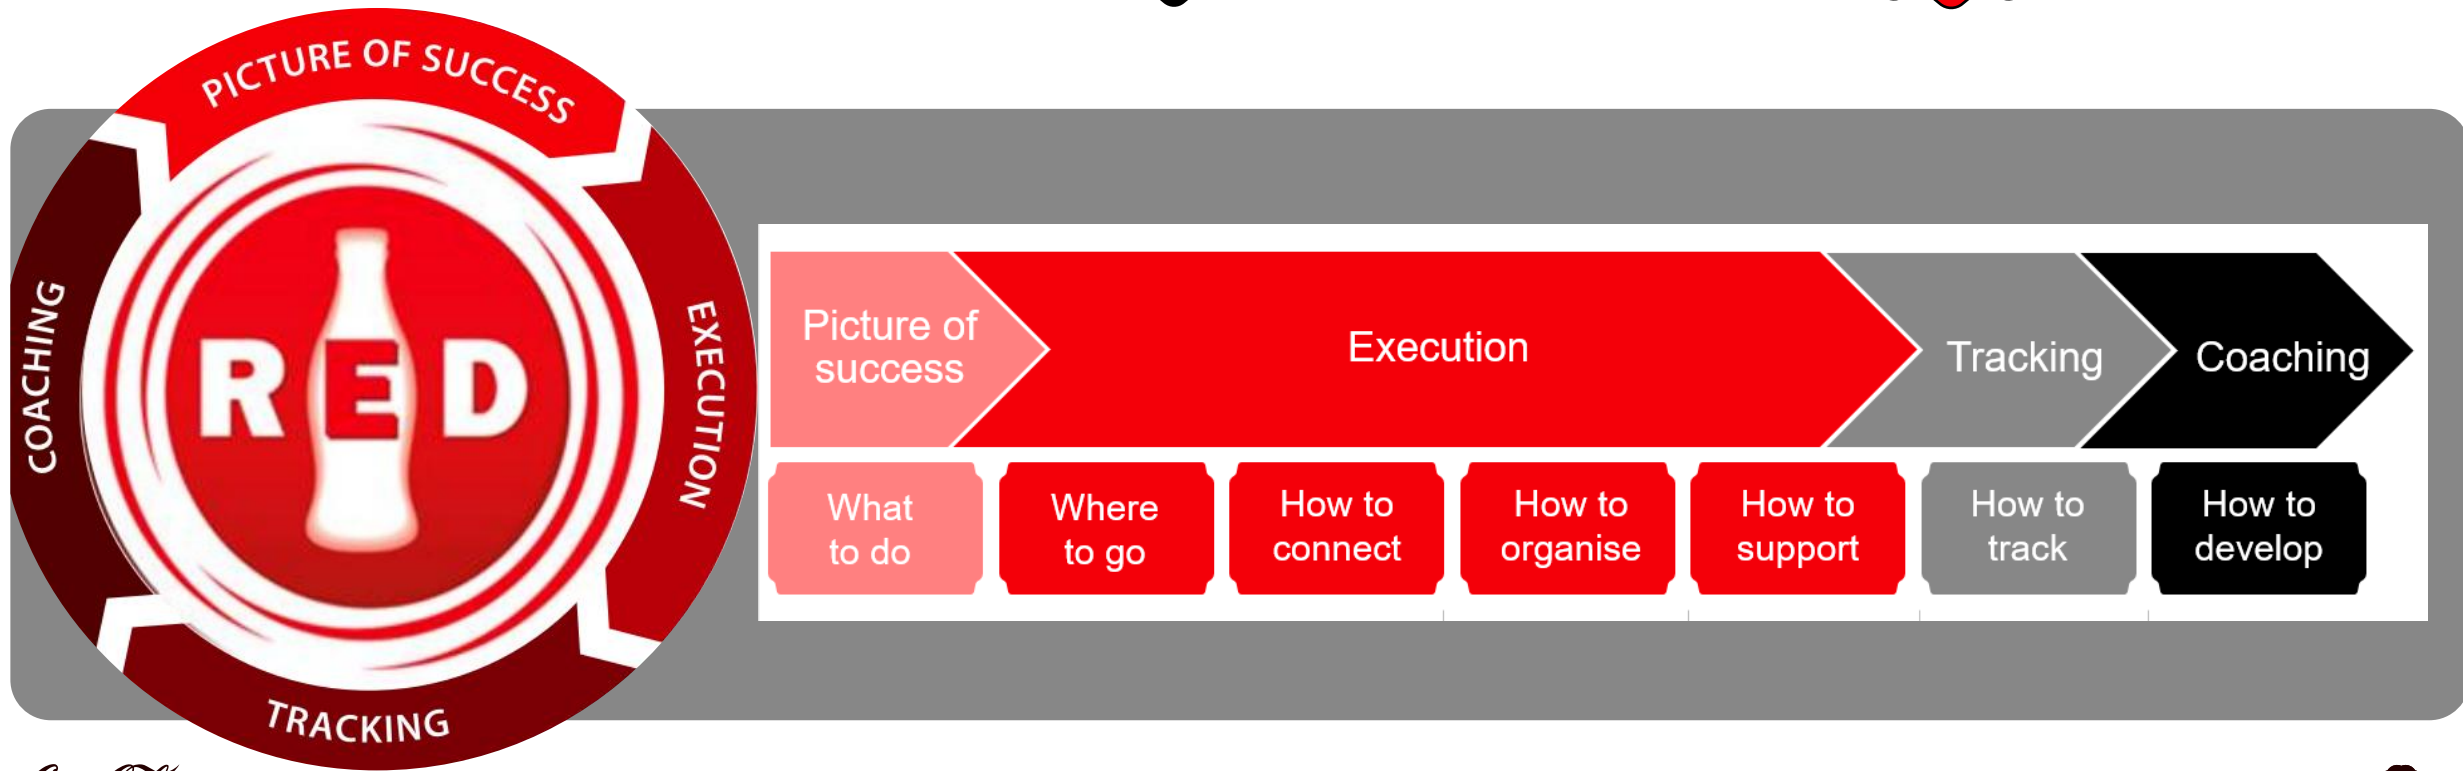 PICTURE OF SUCCESS
EXECUTION
TRACKING
COACHING
RED
Picture of
success
Execution
Tracking
Coaching
What
to do
Where
to go
How to
connect
How to
organise
How to
support
How to
track
How to
develop